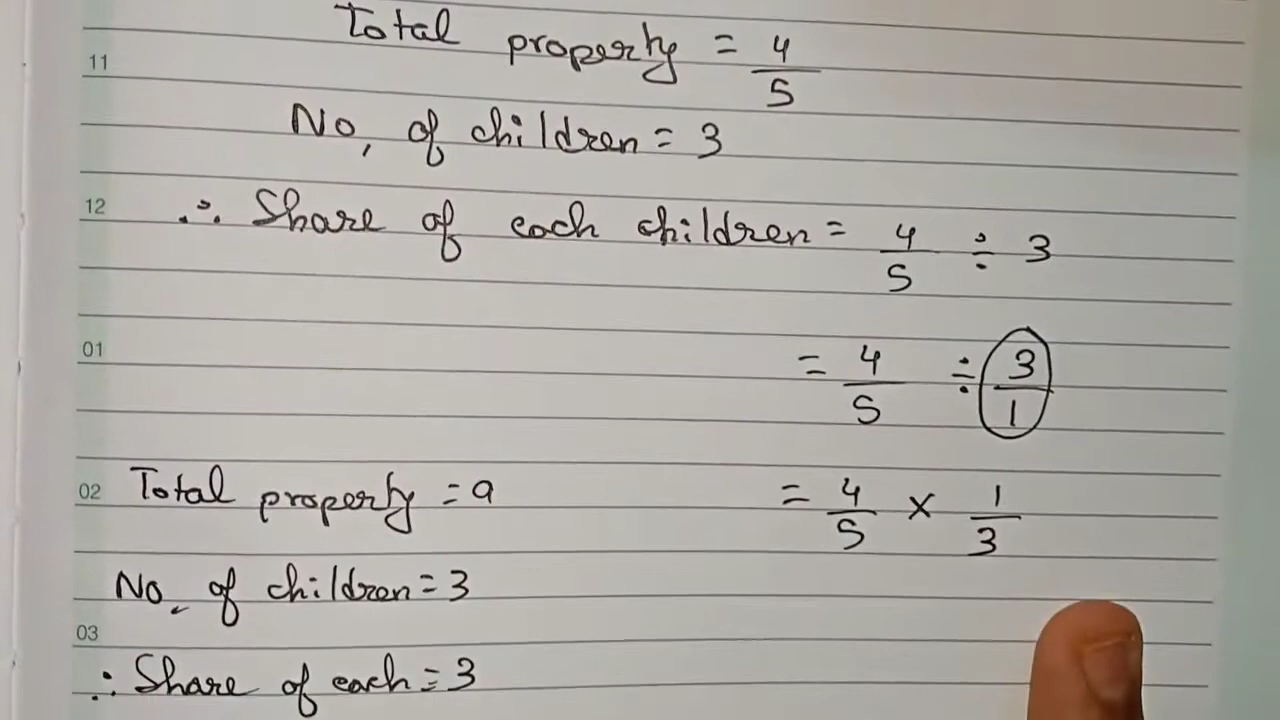 Total property = 4/5
11
No. of children = 3
12
∴ Share of each children = 4/5 ÷ 3
01
= 4/5 ÷ 3/1
= 4/5 × 1/3
02
Total property = 9
No. of children = 3
03
∴ Share of each = 3